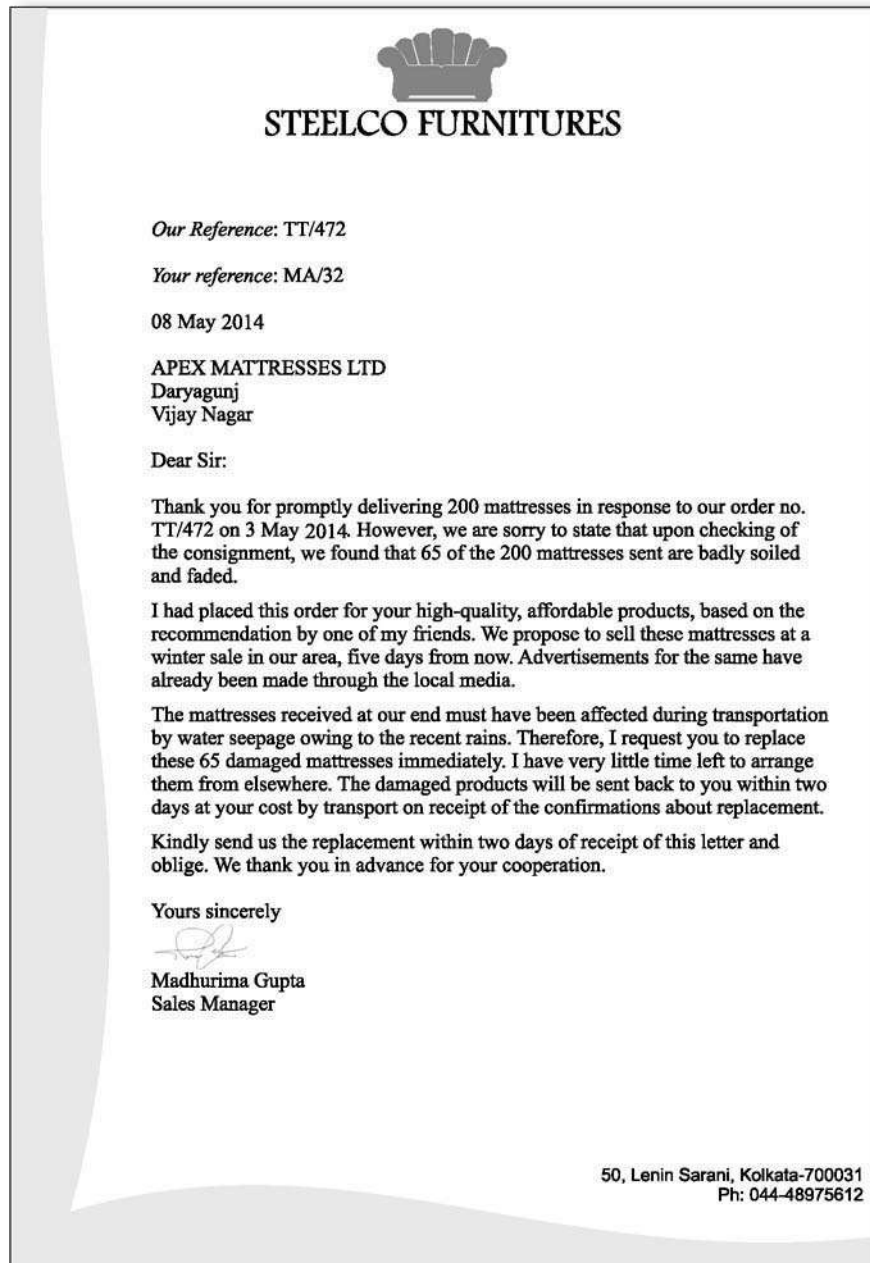 STEELCO FURNITURES
Our Reference: TT/472
Your reference: MA/32
08 May 2014
APEX MATTRESSES LTD
Daryagunj
Vijay Nagar
Dear Sir:
Thank you for promptly delivering 200 mattresses in response to our order no.
TT/472 on 3 May 2014. However, we are sorry to state that upon checking of
the consignment, we found that 65 of the 200 mattresses sent are badly soiled
and faded.
I had placed this order for your high-quality, affordable products, based on the
recommendation by one of my friends. We propose to sell these mattresses at a
winter sale in our area, five days from now. Advertisements for the same have
already been made through the local media.
The mattresses received at our end must have been affected during transportation
by water seepage owing to the recent rains. Therefore, I request you to replace
these 65 damaged mattresses immediately. I have very little time left to arrange
them from elsewhere. The damaged products will be sent back to you within two
days at your cost by transport on receipt of the confirmations about replacement.
Kindly send us the replacement within two days of receipt of this letter and
oblige. We thank you in advance for your cooperation.
Yours sincerely
Madhurima Gupta
Sales Manager
50, Lenin Sarani, Kolkata-700031
Ph: 044-48975612